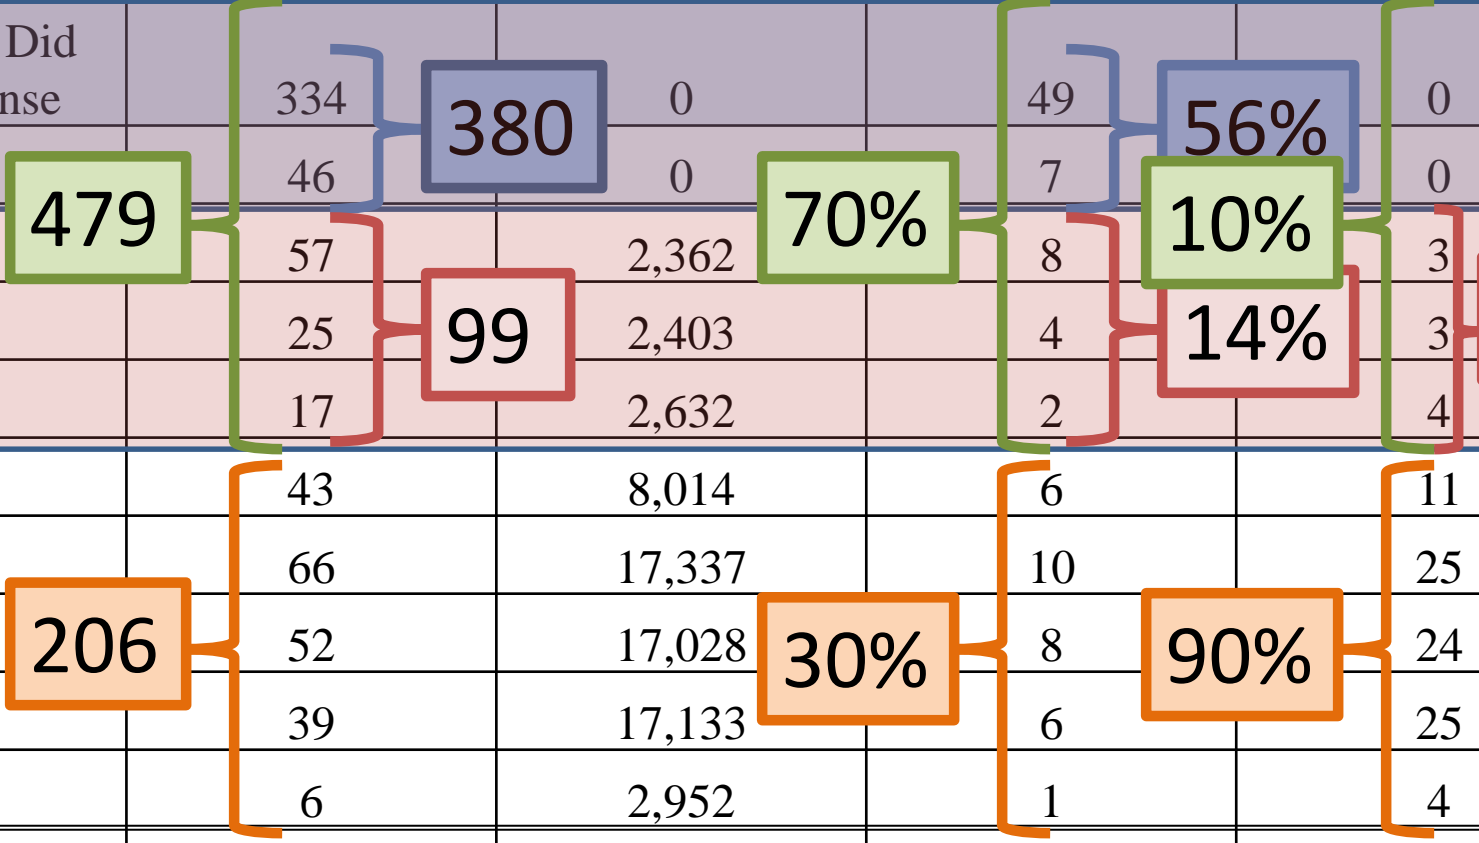 Did
nse 334 380 0 49 56% 0
46 0 7 0
479 70% 10%
57 2,362 8 3
25 99 2,403 4 14% 3
17 2,632 2 4
43 8,014 6 11
66 17,337 10 25
206 52 17,028 30% 8 90% 24
39 17,133 6 25
6 2,952 1 4